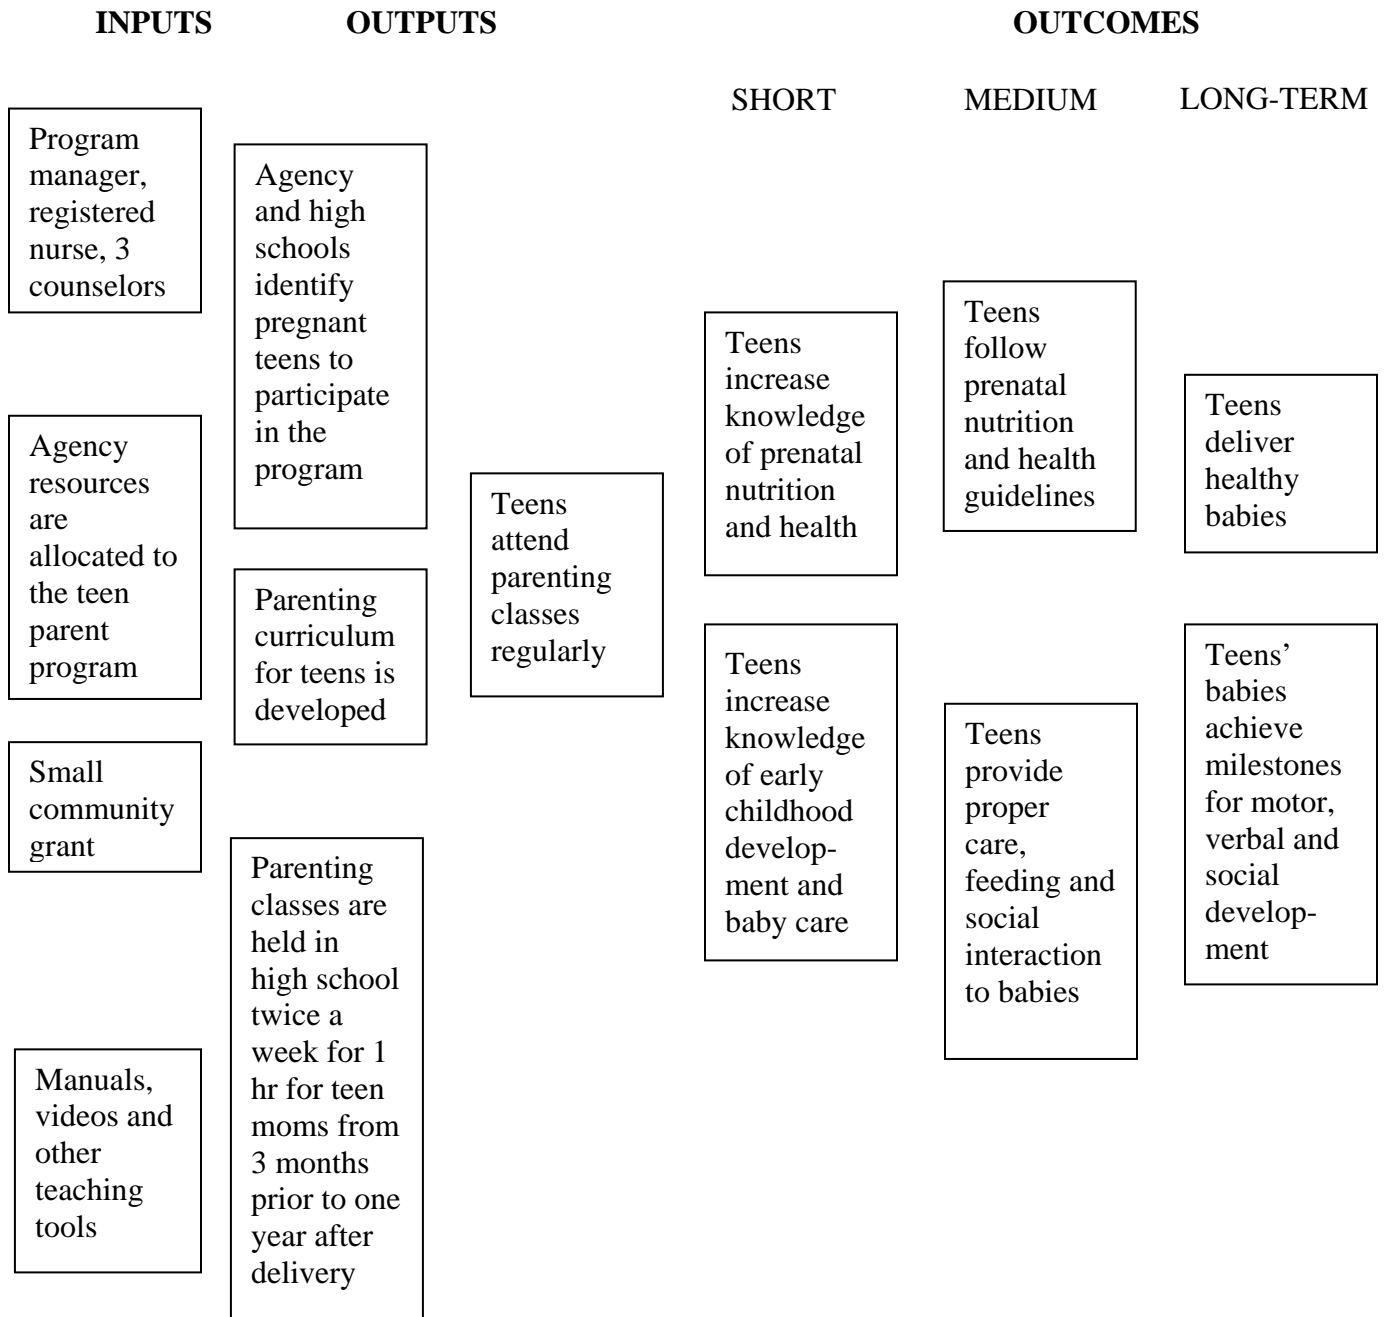 INPUTS
OUTPUTS
OUTCOMES
SHORT
MEDIUM
LONG-TERM
Program
manager,
registered
nurse, 3
counselors
Agency
resources
are
allocated to
the teen
parent
program
Small
community
grant
Manuals,
videos and
other
teaching
tools
Agency
and high
schools
identify
pregnant
teens to
participate
in the
program
Parenting
curriculum
for teens is
developed
Parenting
classes are
held in
high school
twice a
week for 1
hr for teen
moms from
3 months
prior to one
year after
delivery
Teens
attend
parenting
classes
regularly
Teens
increase
knowledge
of prenatal
nutrition
and health
Teens
increase
knowledge
of early
childhood
develop-
ment and
baby care
Teens
follow
prenatal
nutrition
and health
guidelines
Teens
provide
proper
care,
feeding and
social
interaction
to babies
Teens
deliver
healthy
babies
Teens’
babies
achieve
milestones
for motor,
verbal and
social
develop-
ment